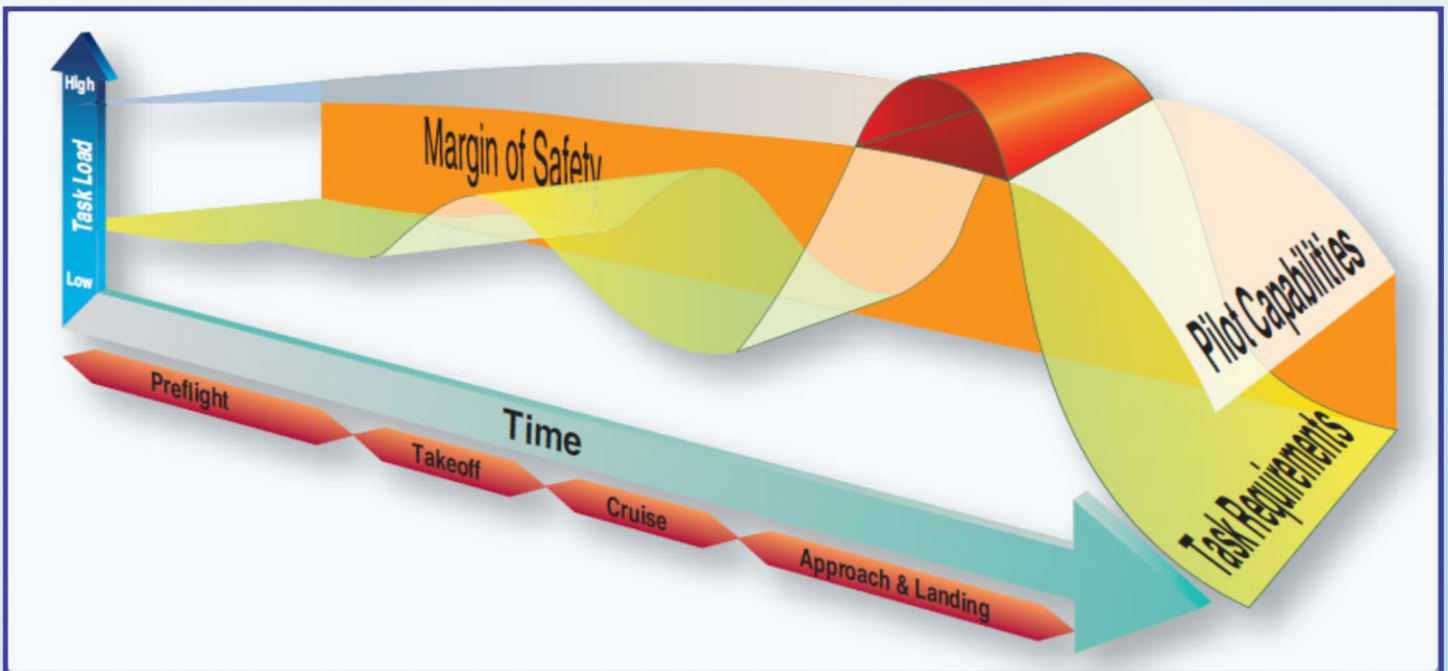 High
Task Load
Low
Margin of Safety
Pilot Capabilities
Task Requirements
Time
Preflight
Takeoff
Cruise
Approach & Landing